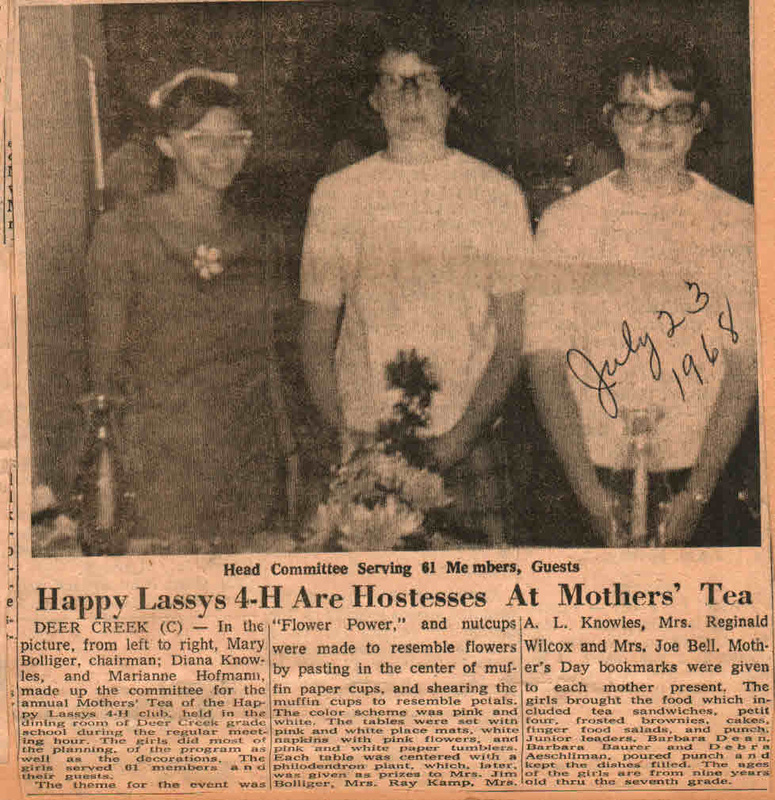 July 23
1968
Head Committee Serving 61 Members, Guests
Happy Lassys 4-H Are Hostesses At Mothers' Tea
DEER CREEK (C) — In the
picture, from left to right, Mary
Bolliger, chairman; Diana Know-
les, and Marianne Hofmann,
made up the committee for the
annual Mothers' Tea of the Hap-
py Lassys 4-H club, held in the
dining room of Deer Creek grade
school during the regular meet-
ing hour. The girls did most of
the planning, of the program as
well as the decorations. The
girls served 61 members and
their guests.
The theme for the event was
"Flower Power," and nutcups
were made to resemble flowers
by pasting in the center of muf-
fin paper cups, and shearing the
muffin cups to resemble petals.
The color scheme was pink and
white. The tables were set with
pink and white place mats, white
napkins with pink flowers, and
pink and white paper tumblers.
Each table was centered with a
philodendron plant, which, later,
was given as prizes to Mrs. Jim
Bolliger, Mrs. Ray Kamp, Mrs.
A. L. Knowles, Mrs. Reginald
Wilcox and Mrs. Joe Bell. Moth-
er's Day bookmarks were given
to each mother present. The
girls brought the food which in-
cluded tea sandwiches, petit
four, frosted brownies, cakes,
finger food salads, and punch.
Junior leaders, Barbara Dean,
Barbara Baurer and Debra
Aeschliman, poured punch and
kept the dishes filled. The ages
of the girls are from nine years
old thru the seventh grade.